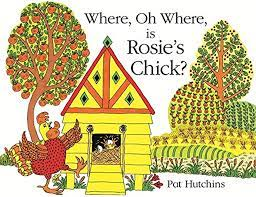 Where, Oh Where,
is
Rosie's
Chick?
Pat Hutchins